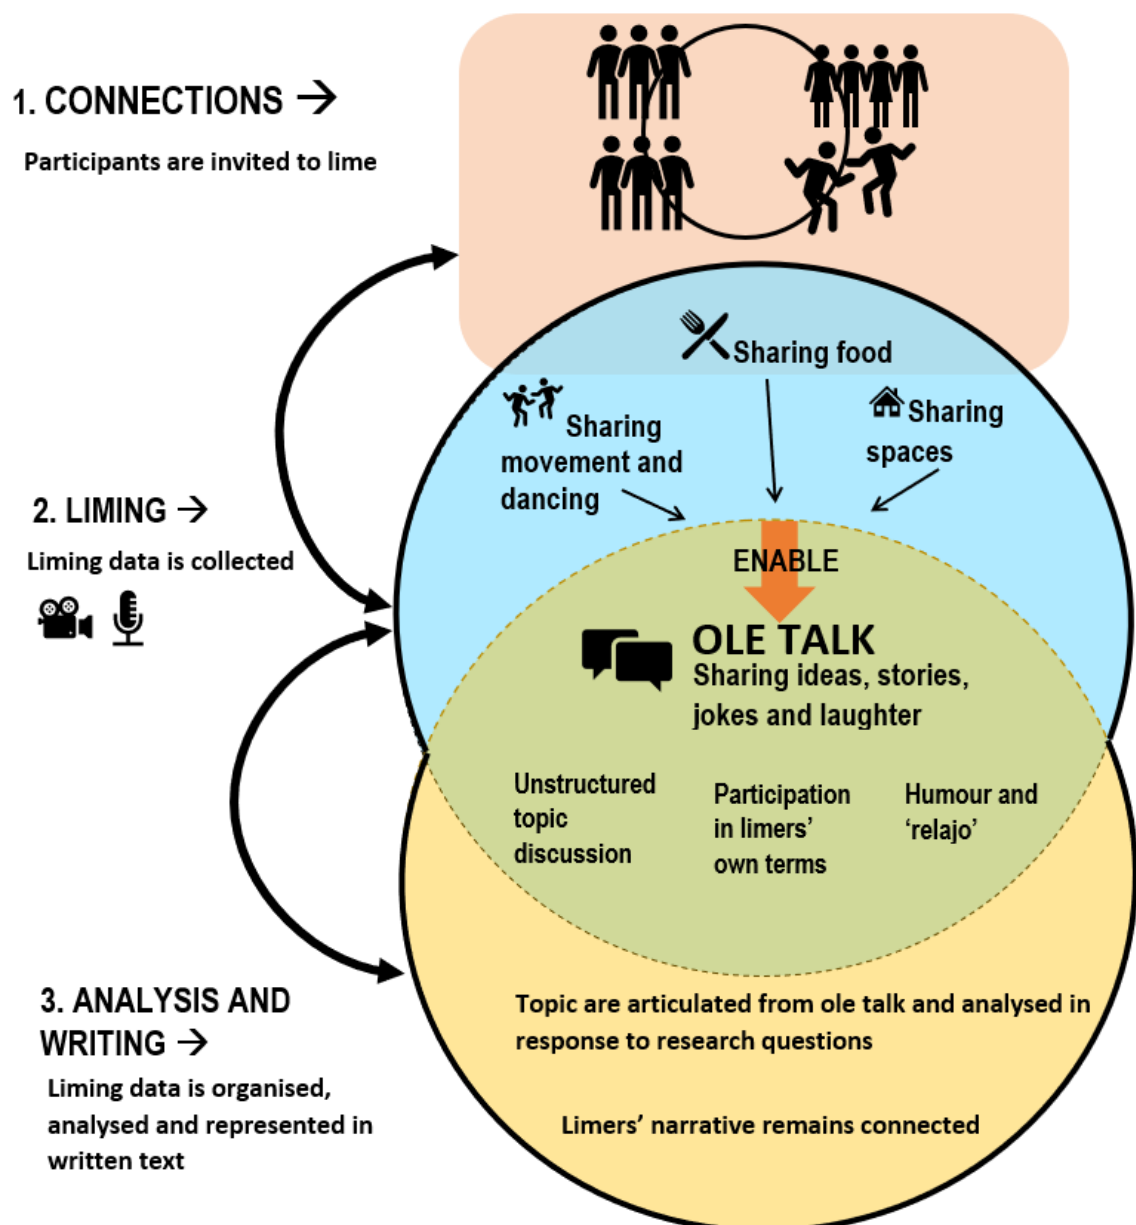 1. CONNECTIONS →
Participants are invited to lime
Sharing food
Sharing
movement and
dancing
Sharing
spaces
2. LIMING →
Liming data is collected
ENABLE
OLE TALK
Sharing ideas, stories,
jokes and laughter
Unstructured
topic
discussion
Participation
in limers’
own terms
Humour and
‘relajo’
3. ANALYSIS AND
WRITING →
Liming data is organised,
analysed and represented in
written text
Topic are articulated from ole talk and analysed in
response to research questions
Limers’ narrative remains connected